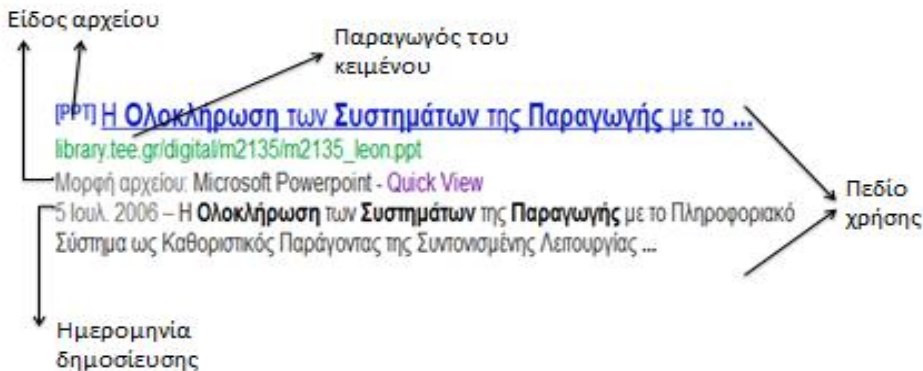 Είδος αρχείου
Παραγωγός του
κειμένου
[PPT] Η Ολοκλήρωση των Συστημάτων της Παραγωγής με το ...
library.tee.gr/digital/m2135/m2135_leon.ppt
Μορφή αρχείου: Microsoft Powerpoint - Quick View
5 Ιουλ. 2006 – Η Ολοκλήρωση των Συστημάτων της Παραγωγής με το Πληροφοριακό
Σύστημα ως Καθοριστικός Παράγοντας της Συντονισμένης Λειτουργίας ...
Πεδίο
χρήσης
Ημερομηνία
δημοσίευσης